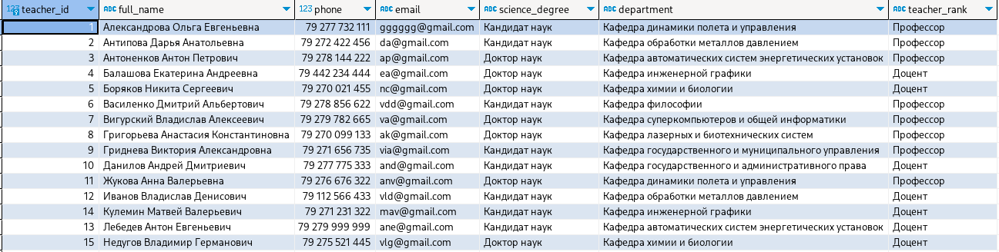 123 teacher_id ABC full_name 123 phone ABC email ABC science_degree ABC department ABC teacher_rank
1 Александрова Ольга Евгеньевна 79 277 732 111 gggggg@gmail.com Кандидат наук Кафедра динамики полета и управления Профессор
2 Антипова Дарья Анатольевна 79 272 422 456 da@gmail.com Кандидат наук Кафедра обработки металлов давлением Профессор
3 Антоненков Антон Петрович 79 278 144 222 ap@gmail.com Доктор наук Кафедра автоматических систем энергетических установок Профессор
4 Балашова Екатерина Андреевна 79 442 234 444 ea@gmail.com Доктор наук Кафедра инженерной графики Доцент
5 Боряков Никита Сергеевич 79 270 021 455 nc@gmail.com Доктор наук Кафедра химии и биологии Доцент
6 Василенко Дмитрий Альбертович 79 278 856 622 vdd@gmail.com Кандидат наук Кафедра философии Профессор
7 Вигурский Владислав Алексеевич 79 279 782 665 va@gmail.com Доктор наук Кафедра суперкомпьютеров и общей информатики Профессор
8 Григорьева Анастасия Константиновна 79 270 099 133 ak@gmail.com Доктор наук Кафедра лазерных и биотехнических систем Профессор
9 Гриднева Виктория Александровна 79 271 656 735 via@gmail.com Кандидат наук Кафедра государственного и муниципального управления Профессор
10 Данилов Андрей Дмитриевич 79 277 775 333 and@gmail.com Кандидат наук Кафедра государственного и административного права Доцент
11 Жукова Анна Валерьевна 79 276 676 322 anv@gmail.com Доктор наук Кафедра динамики полета и управления Профессор
12 Иванов Владислав Денисович 79 112 566 433 vld@gmail.com Кандидат наук Кафедра обработки металлов давлением Доцент
14 Кулемин Матвей Валерьевич 79 271 231 322 mav@gmail.com Кандидат наук Кафедра инженерной графики Доцент
13 Лебедев Антон Евгеньевич 79 279 999 999 ane@gmail.com Кандидат наук Кафедра автоматических систем энергетических установок Доцент
15 Недугов Владимир Германович 79 275 521 445 vlg@gmail.com Доктор наук Кафедра химии и биологии Доцент